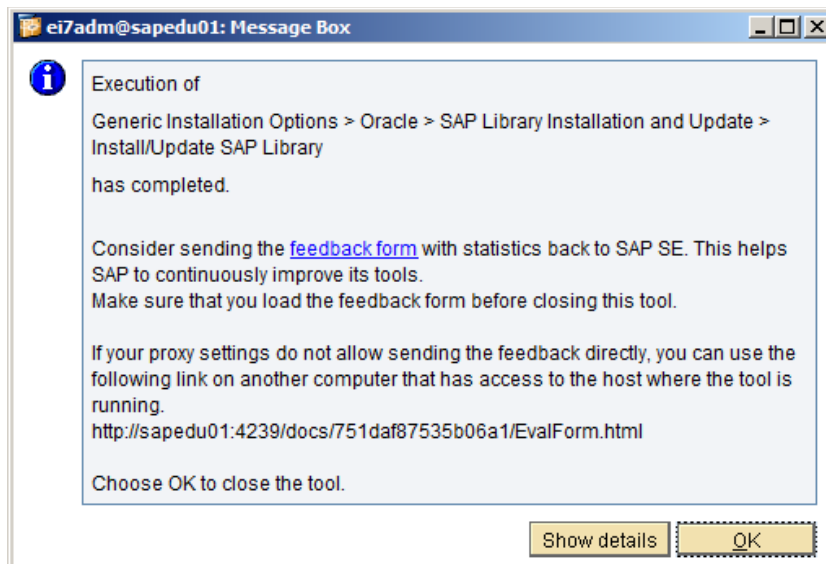 ei7adm@sapedu01: Message Box
Execution of
Generic Installation Options > Oracle > SAP Library Installation and Update >
Install/Update SAP Library
has completed.
Consider sending the feedback form with statistics back to SAP SE. This helps
SAP to continuously improve its tools.
Make sure that you load the feedback form before closing this tool.
If your proxy settings do not allow sending the feedback directly, you can use the
following link on another computer that has access to the host where the tool is
running.
http://sapedu01:4239/docs/751daf87535b06a1/EvalForm.html
Choose OK to close the tool.
Show details OK